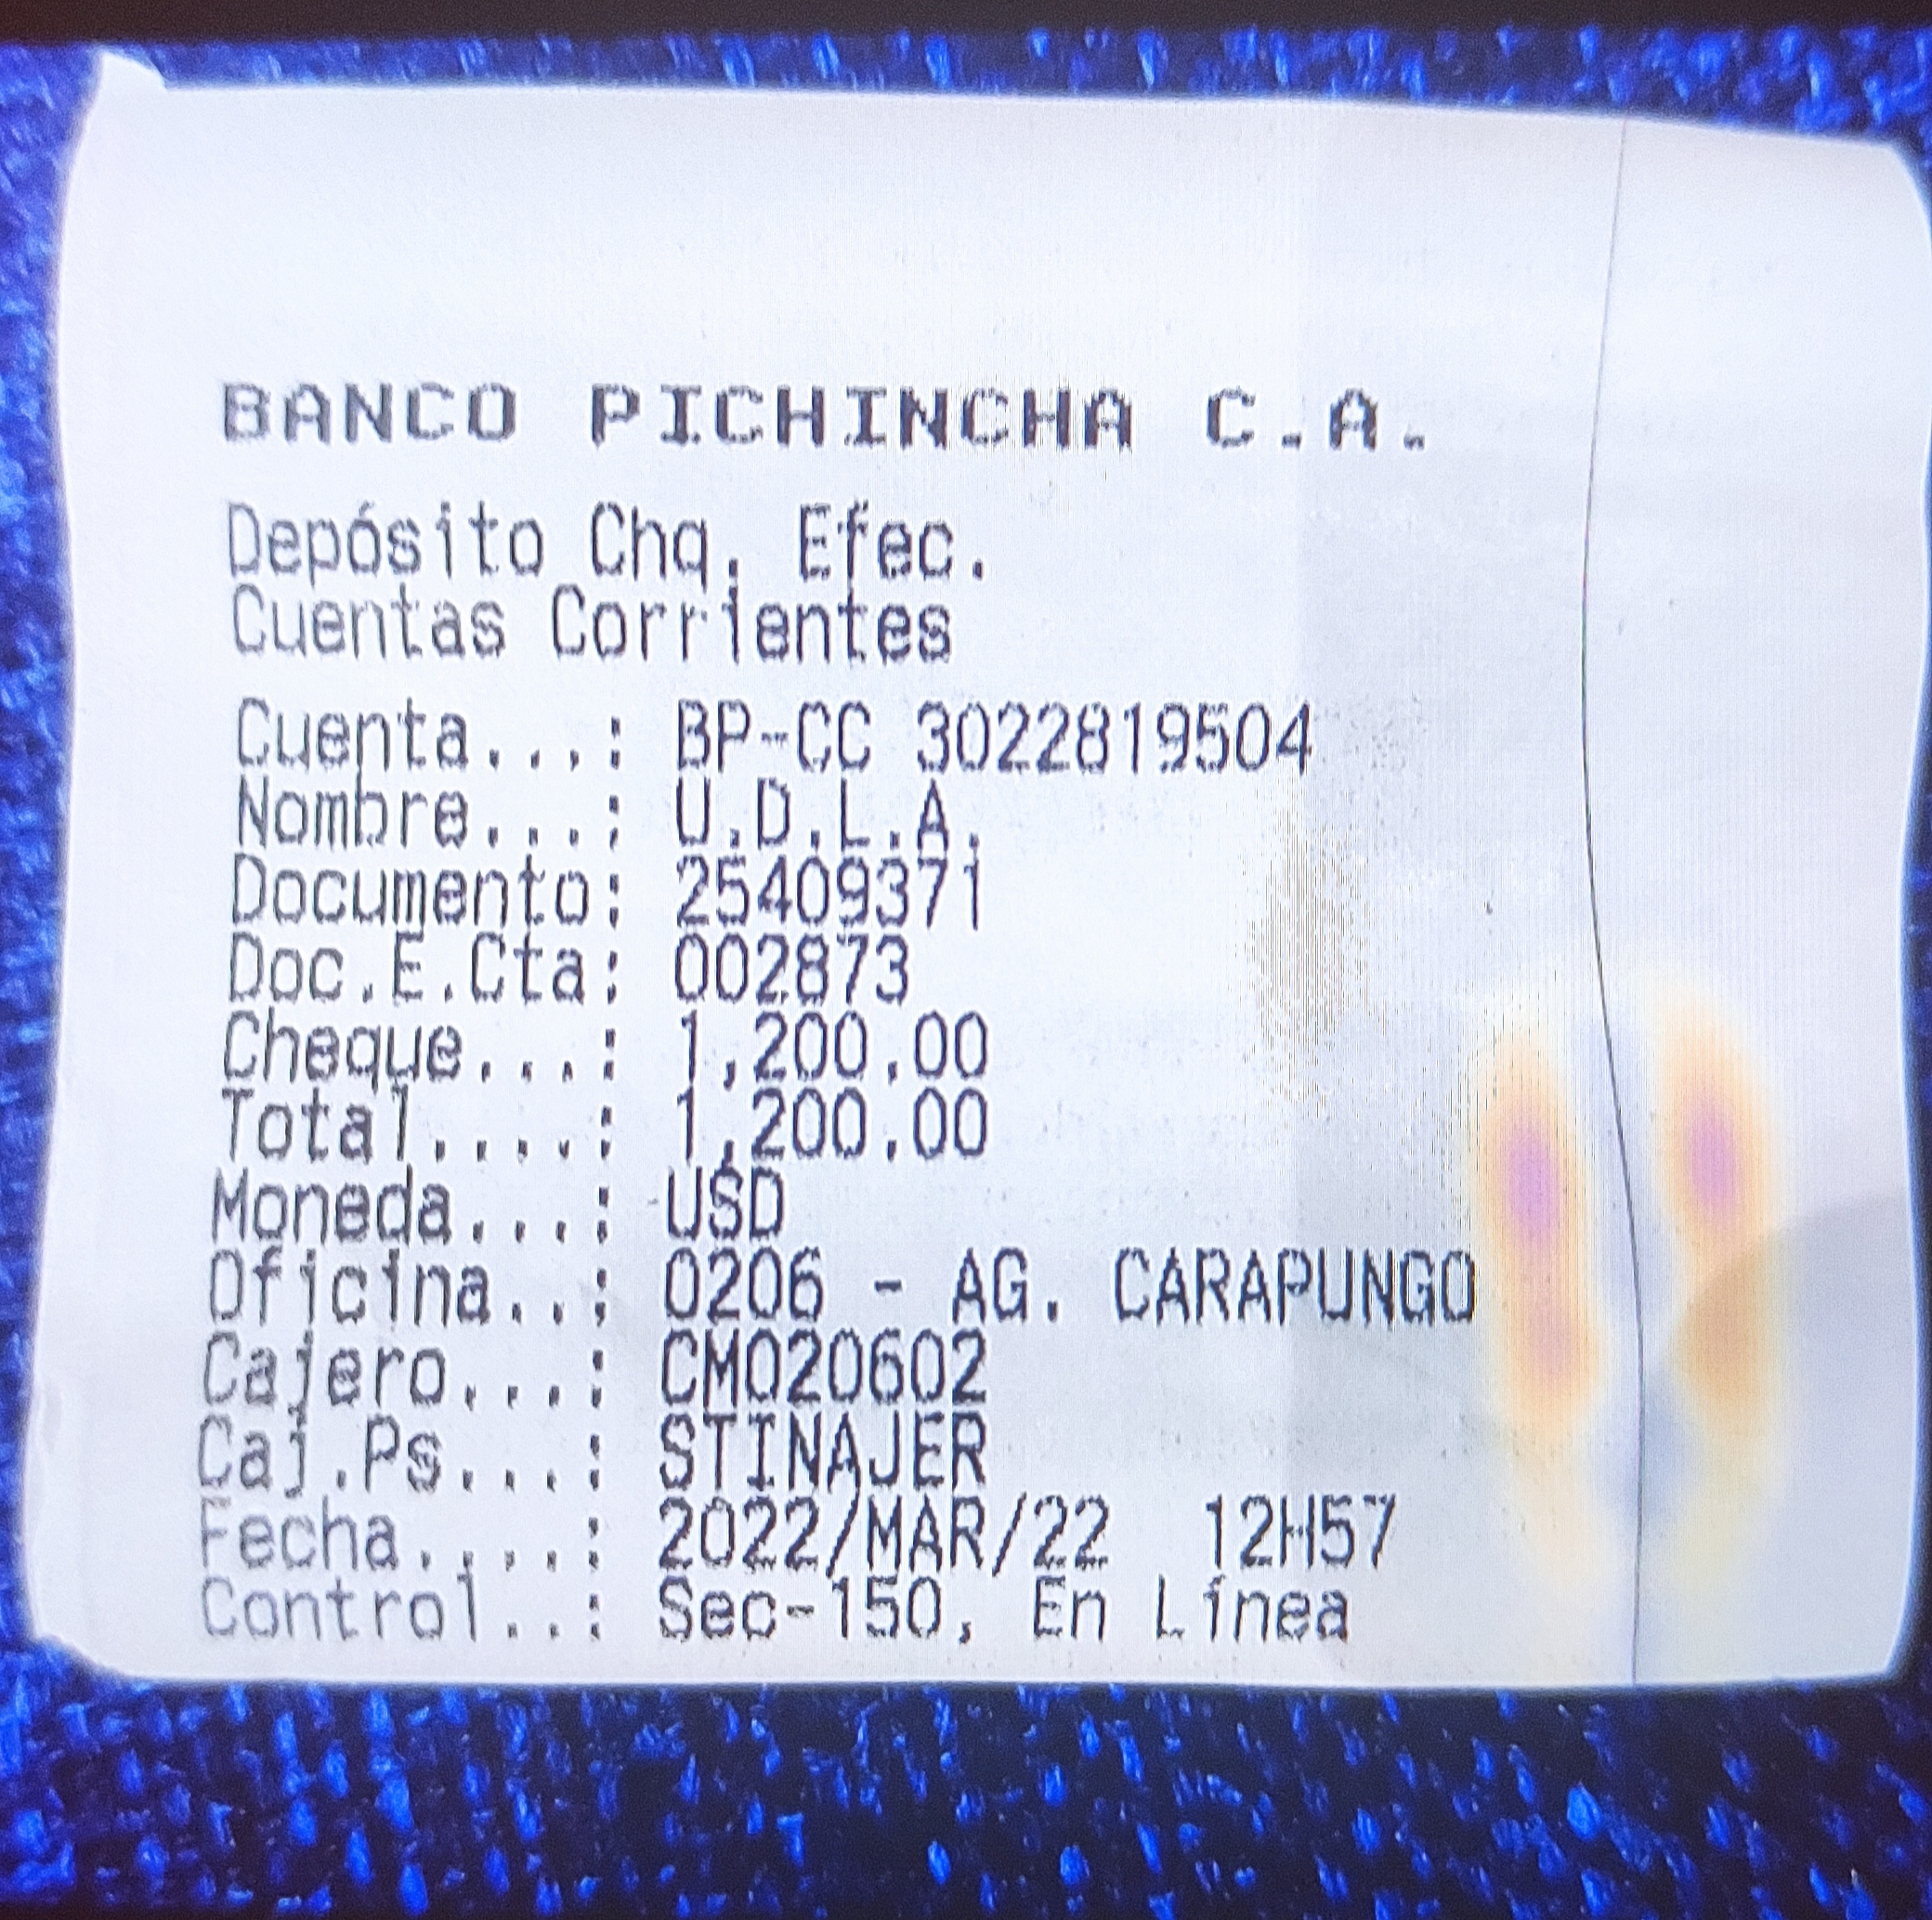 BANCO PICHINCHA C.A.
Depósito Chq. Efec.
Cuentas Corrientes
Cuenta...: BP-CC 3022819504
Nombre...: U.D.L.A.
Documento: 25409371
Doc.E.Cta: 002873
Cheque...: 1,200.00
Total....: 1,200.00
Moneda...: USD
Oficina..: 0206 - AG. CARAPUNGO
Cajero...: CM020602
Caj.Ps...: STINAJER
Fecha....: 2022/MAR/22 12H57
Control..: Sec-150, En Línea